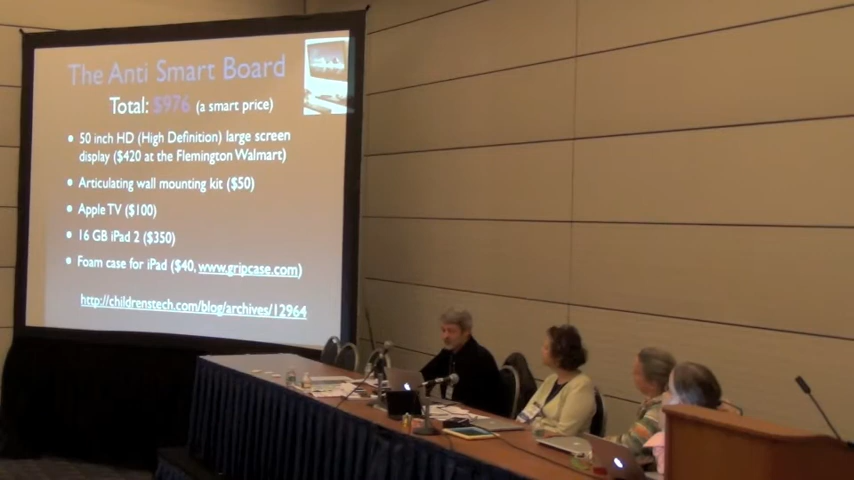 The Anti Smart Board
Total: $976 (a smart price)
• 50 inch HD (High Definition) large screen
display ($420 at the Flemington Walmart)
• Articulating wall mounting kit ($50)
• Apple TV ($100)
• 16 GB iPad 2 ($350)
• Foam case for iPad ($40, www.gripcase.com)
http://childrenstech.com/blog/archives/12964